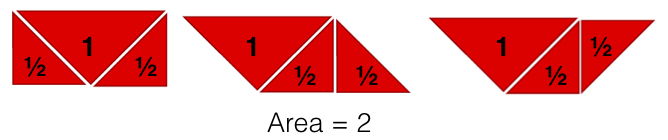 ½ 1 ½
1 ½ ½
1 ½ ½
Area = 2